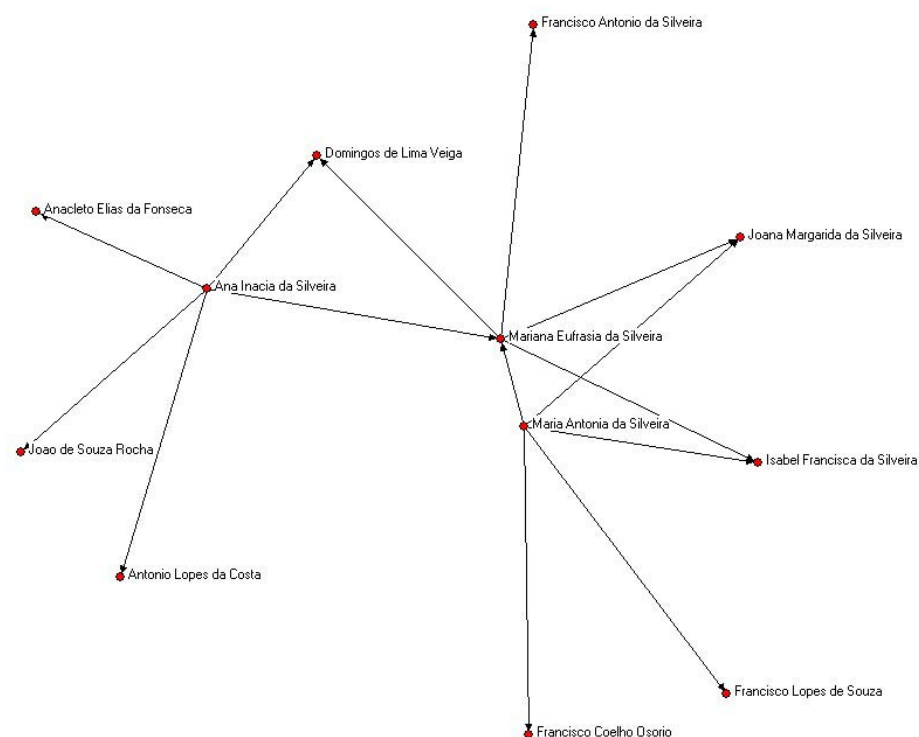 Francisco Antonio da Silveira
Domingos de Lima Veiga
Anacleto Elias da Fonseca
Joana Margarida da Silveira
Ana Inacia da Silveira
Mariana Eufrasia da Silveira
Maria Antonia da Silveira
Joao de Souza Rocha
Isabel Francisca da Silveira
Antonio Lopes da Costa
Francisco Lopes de Souza
Francisco Coelho Osorio